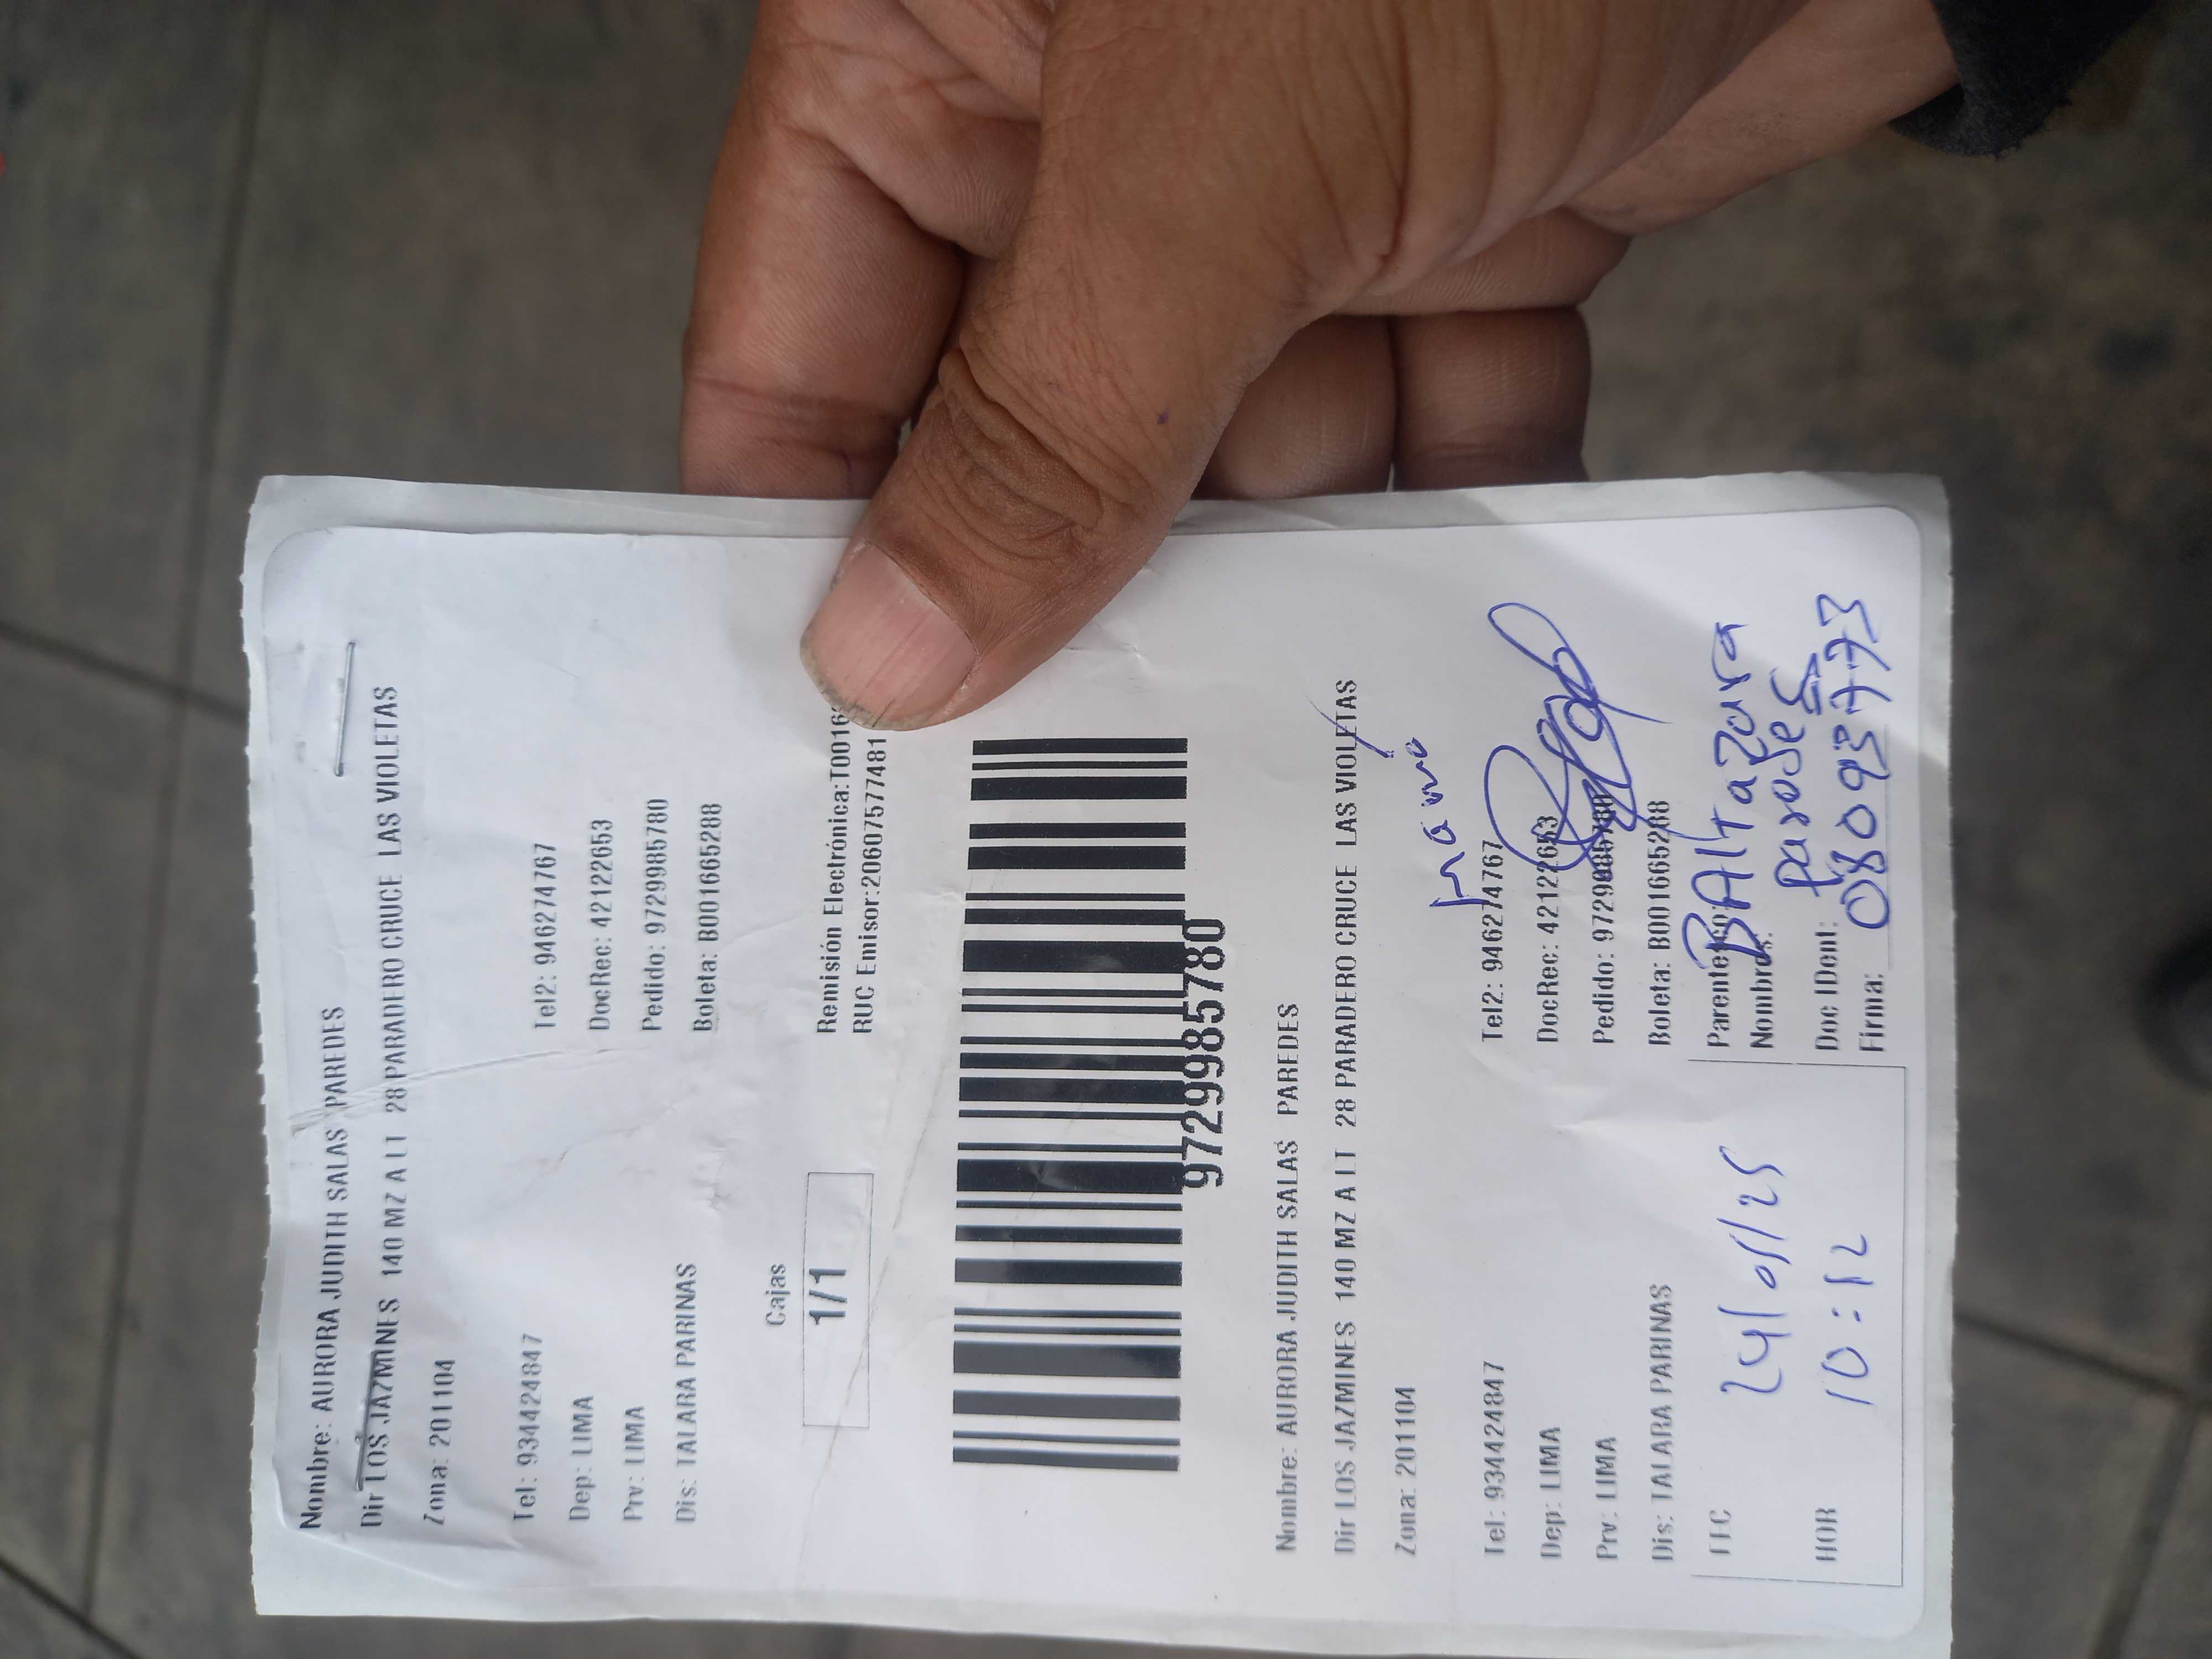 Nombre: AURORA JUDITH SALAS PAREDES
Dir LOS JAZMINES 140 MZ A LT 28 PARADERO CRUCE LAS VIOLETAS
Zona: 201104
Tel: 934424847 Tel2: 946274767
Dep: LIMA DocRec: 42122653
Prv: LIMA Pedido: 9729985780
Dis: TALARA PARINAS Boleta: B001665288
Cajas
1/1
Remisión Electrónica:T0016
RUC Emisor:20607577481
9729985780
Nombre: AURORA JUDITH SALAS PAREDES
Dir LOS JAZMINES 140 MZ A LT 28 PARADERO CRUCE LAS VIOLETAS
Zona: 201104
Tel: 934424847 Tel2: 946274767
Dep: LIMA DocRec: 42122653
Prv: LIMA Pedido: 9729985780
Dis: TALARA PARINAS Boleta: B001665288
FEC 24/05/25
HOR 10:12
Parentesco:
Nombres: BAltazara
paredes
Doc IDent: 08093773
Firma: